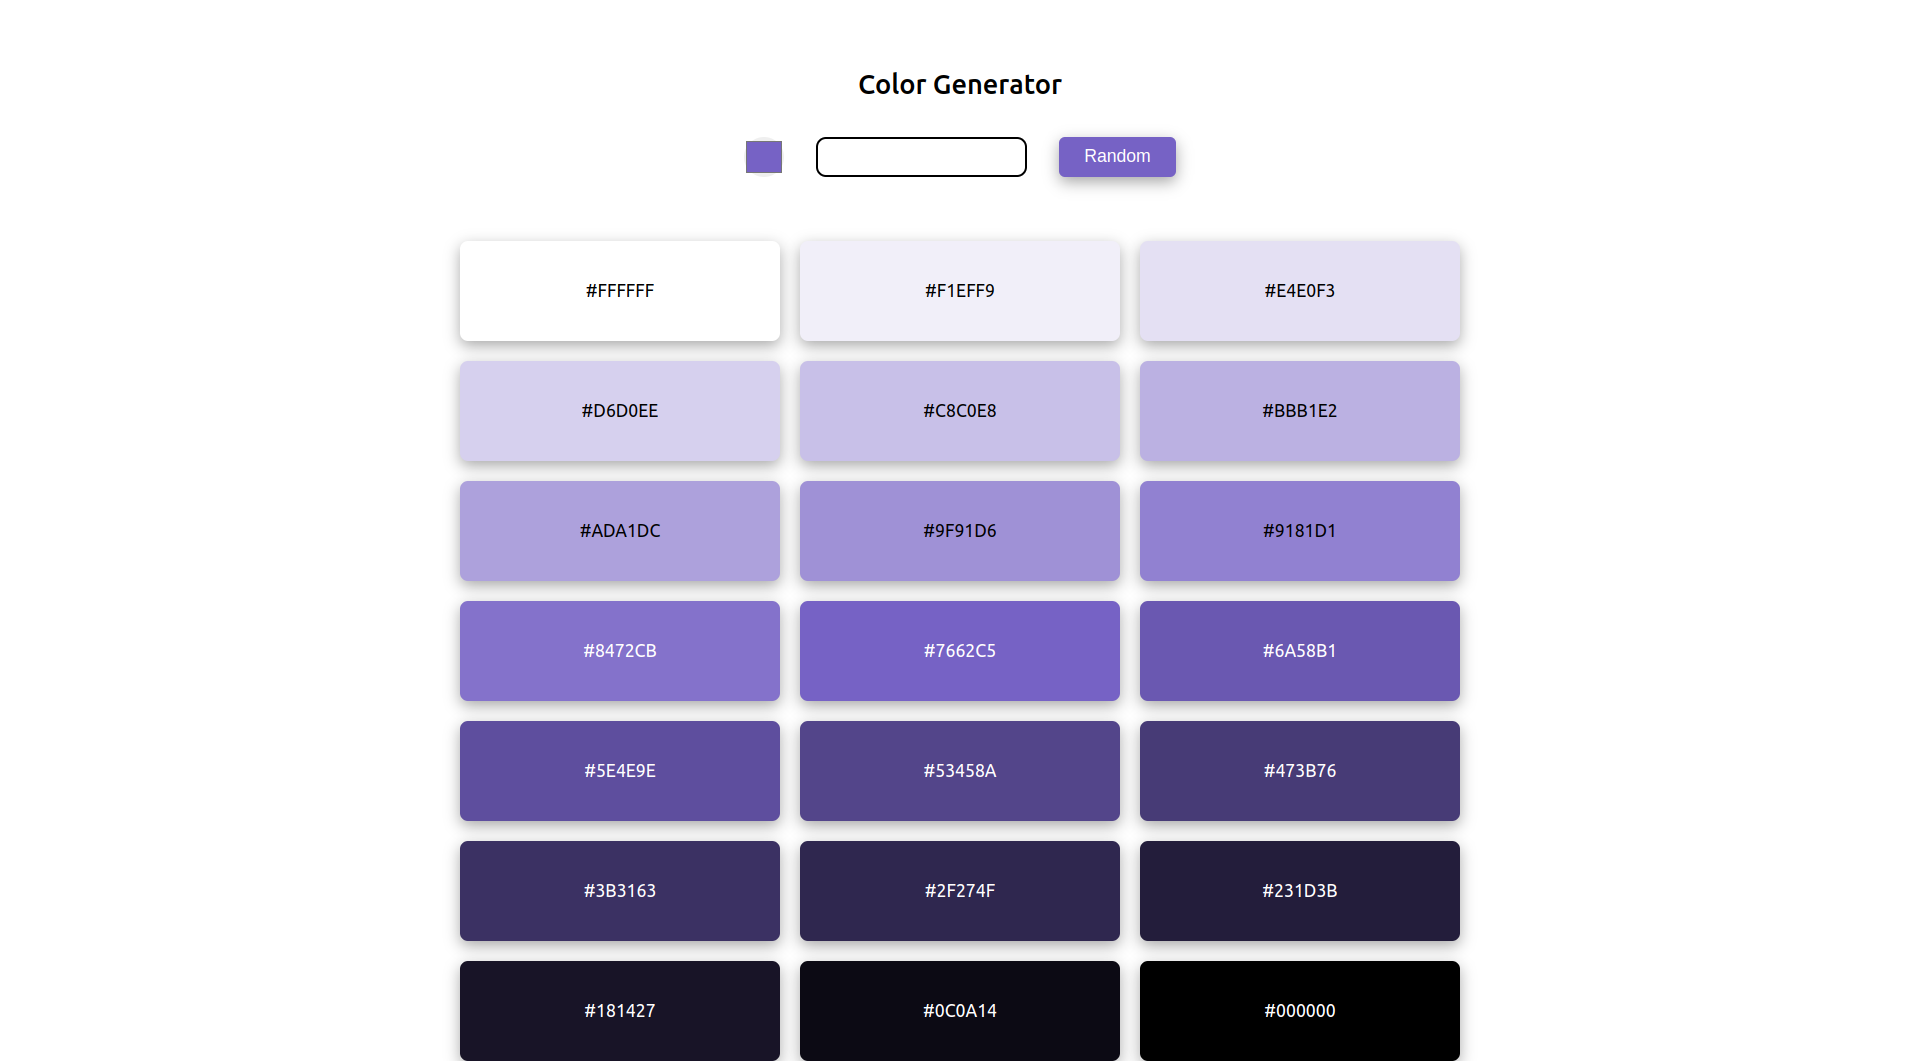 Color Generator
Random
#FFFFFF
#F1EFF9
#E4E0F3
#D6D0EE
#C8C0E8
#BBB1E2
#ADA1DC
#9F91D6
#9181D1
#8472CB
#7662C5
#6A58B1
#5E4E9E
#53458A
#473B76
#3B3163
#2F274F
#231D3B
#181427
#0C0A14
#000000